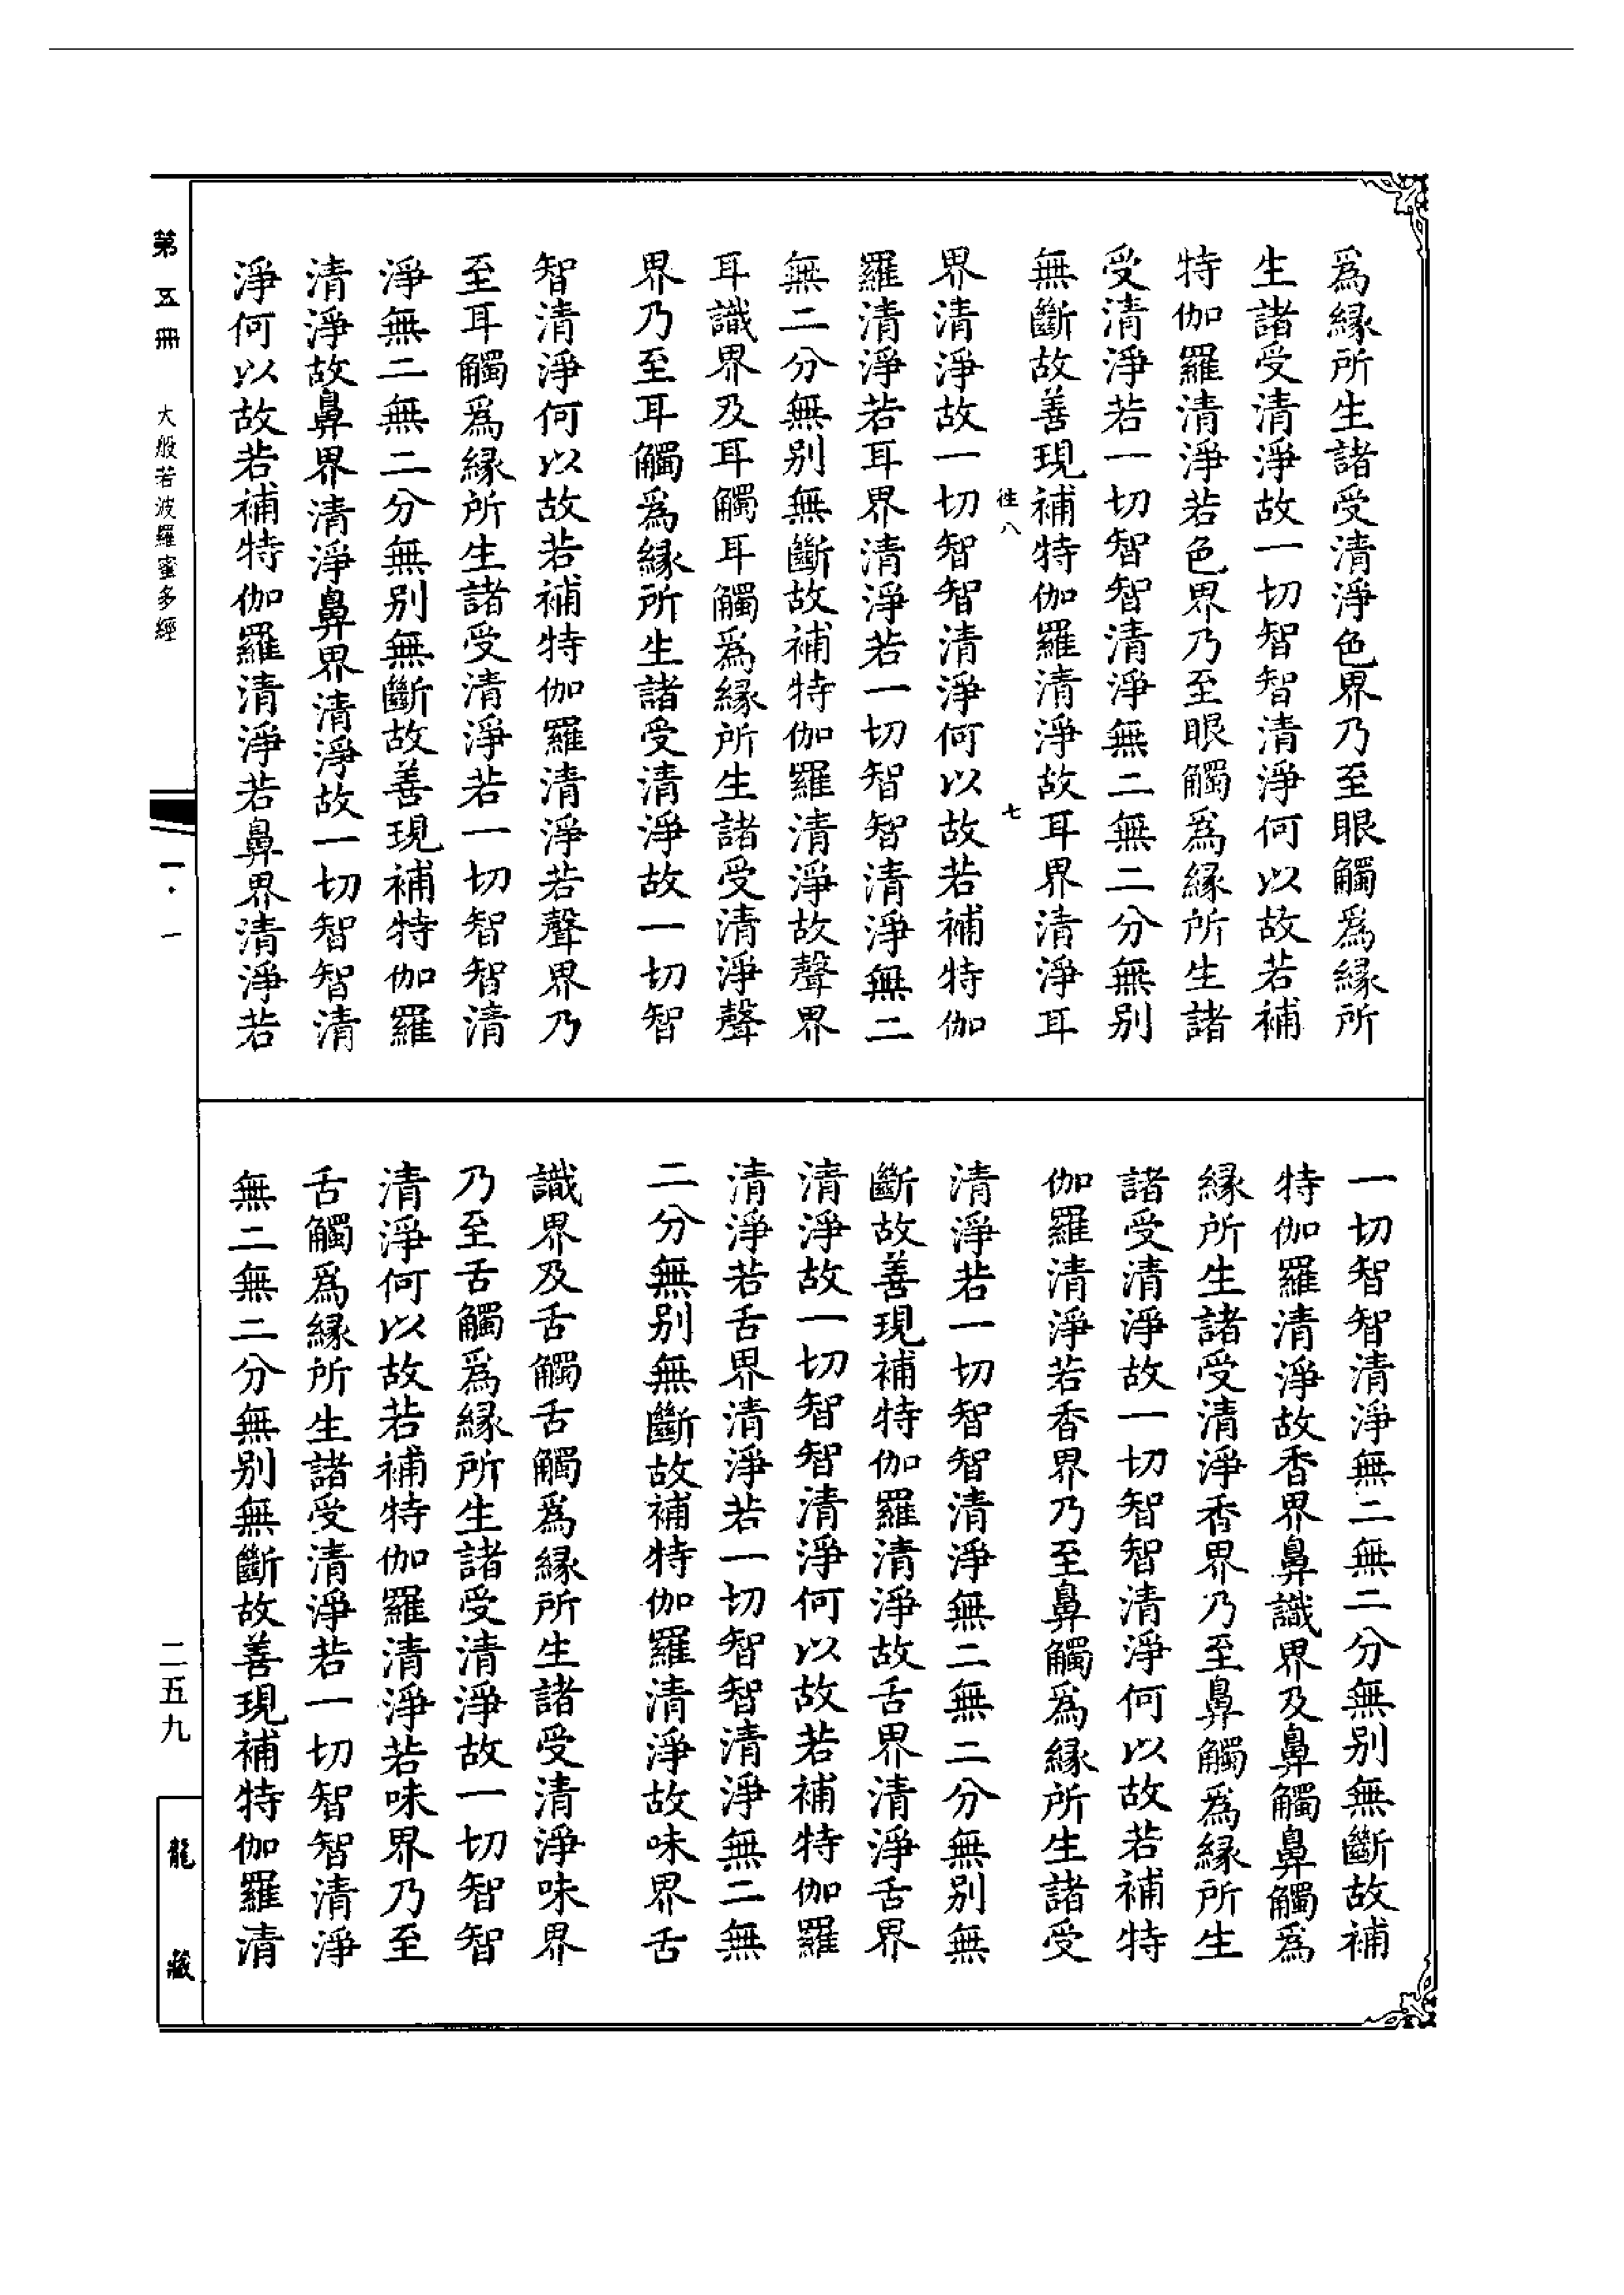 爲縁所生諸受清淨色界乃至眼觸爲縁所
生諸受清淨故一切智智清淨何以故若補
特伽羅清淨若色界乃至眼觸爲縁所生諸
受清淨若一切智智清淨無二無二分無别
無斷故善現補特伽羅清淨故耳界清淨耳
徃八 七
界清淨故一切智智清淨何以故若補特伽
羅清淨若耳界清淨若一切智智清淨無二
無二分無别無斷故補特伽羅清淨故聲界
耳識界及耳觸耳觸爲縁所生諸受清淨聲
界乃至耳觸爲縁所生諸受清淨故一切智
智清淨何以故若補特伽羅清淨若聲界乃
至耳觸爲縁所生諸受清淨若一切智智清
淨無二無二分無别無斷故善現補特伽羅
清淨故鼻界清淨鼻界清淨故一切智智清
淨何以故若補特伽羅清淨若鼻界清淨若
一切智智清淨無二無二分無别無斷故補
特伽羅清淨故香界鼻識界及鼻觸鼻觸爲
縁所生諸受清淨香界乃至鼻觸爲縁所生
諸受清淨故一切智智清淨何以故若補特
伽羅清淨若香界乃至鼻觸爲縁所生諸受
清淨若一切智智清淨無二無二分無别無
斷故善現補特伽羅清淨故舌界清淨舌界
清淨故一切智智清淨何以故若補特伽羅
清淨若舌界清淨若一切智智清淨無二無
二分無别無斷故補特伽羅清淨故味界舌
識界及舌觸舌觸爲縁所生諸受清淨味界
乃至舌觸爲縁所生諸受清淨故一切智智
清淨何以故若補特伽羅清淨若味界乃至
舌觸爲縁所生諸受清淨若一切智智清淨
無二無二分無别無斷故善現補特伽羅清
第五冊 大般若波羅蜜多經 一·一 二五九 龍藏